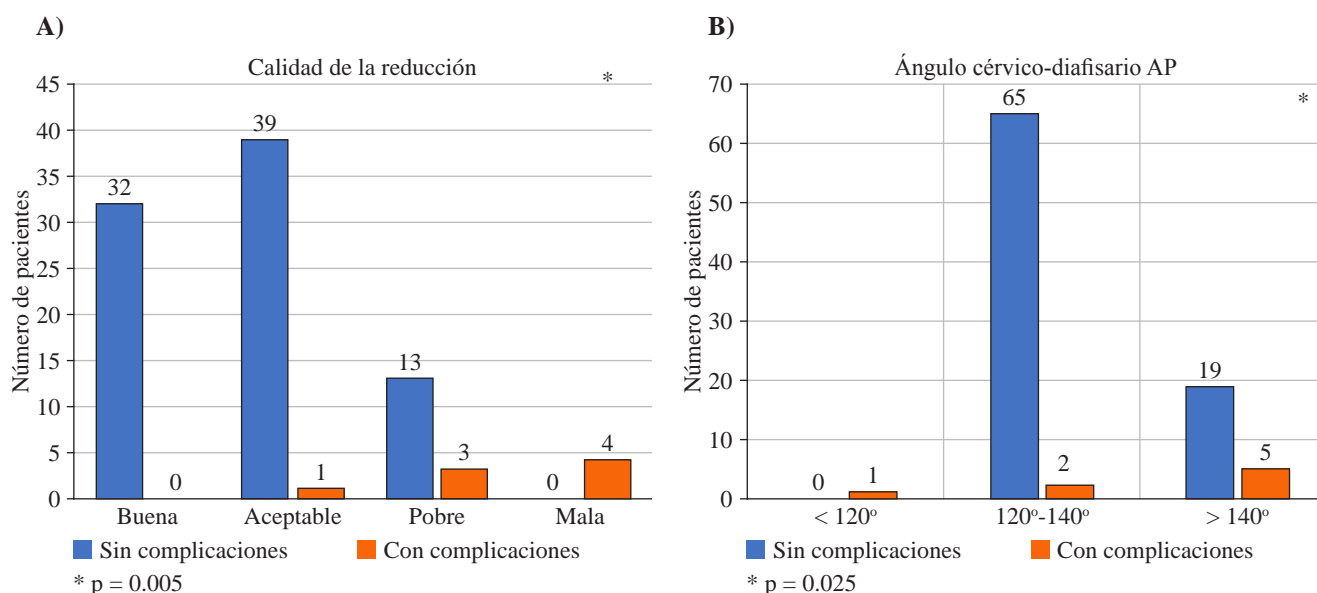 A)
Calidad de la reducción
*
Número de pacientes
45
40
35
30
25
20
15
10
5
0
32
0
39
1
13
3
0
4
Buena Aceptable Pobre Mala
Sin complicaciones Con complicaciones
* p = 0.005
B)
Ángulo cérvico-diafisario AP
*
Número de pacientes
70
60
50
40
30
20
10
0
0
1
65
2
19
5
< 120º 120º-140º > 140º
Sin complicaciones Con complicaciones
* p = 0.025